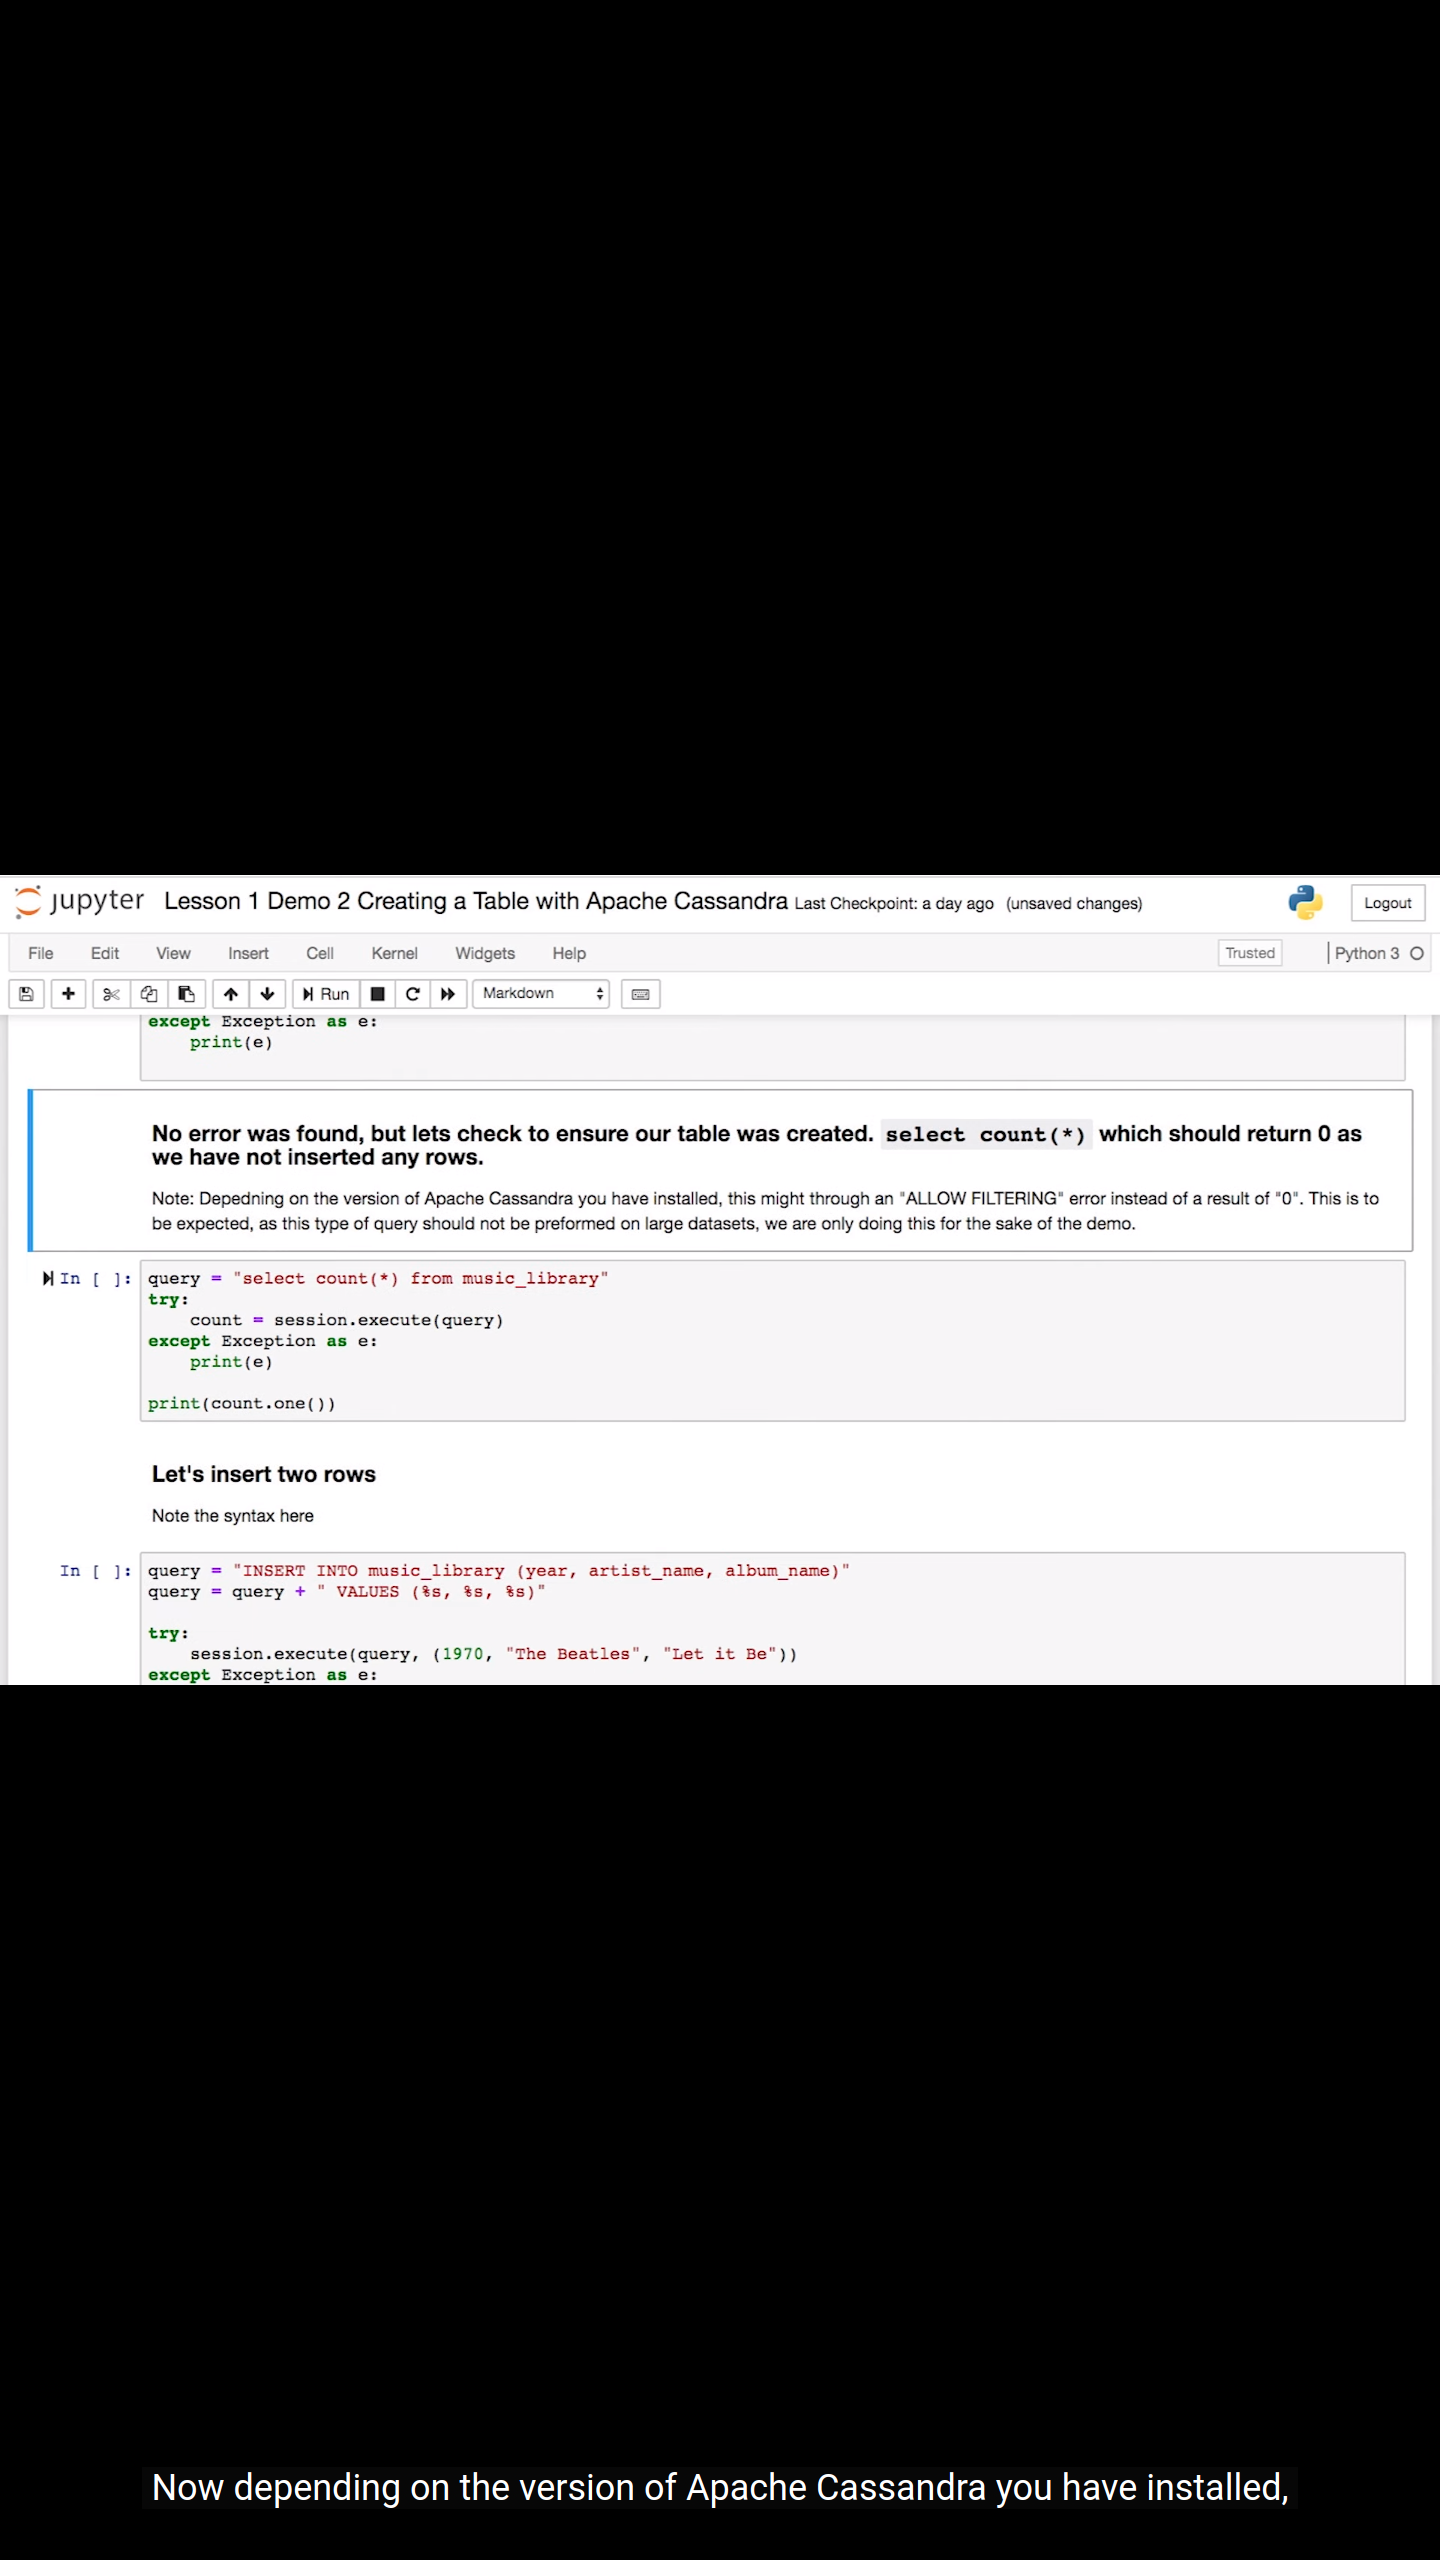 jupyter Lesson 1 Demo 2 Creating a Table with Apache Cassandra Last Checkpoint: a day ago (unsaved changes) Logout
File Edit View Insert Cell Kernel Widgets Help Trusted Python 3
Run Markdown
except Exception as e:
    print(e)
No error was found, but lets check to ensure our table was created. select count(*) which should return 0 as
we have not inserted any rows.
Note: Depedning on the version of Apache Cassandra you have installed, this might through an "ALLOW FILTERING" error instead of a result of "0". This is to
be expected, as this type of query should not be preformed on large datasets, we are only doing this for the sake of the demo.
In [ ]: query = "select count(*) from music_library"
try:
    count = session.execute(query)
except Exception as e:
    print(e)
print(count.one())
Let's insert two rows
Note the syntax here
In [ ]: query = "INSERT INTO music_library (year, artist_name, album_name)"
query = query + " VALUES (%s, %s, %s)"
try:
    session.execute(query, (1970, "The Beatles", "Let it Be"))
except Exception as e:
Now depending on the version of Apache Cassandra you have installed,